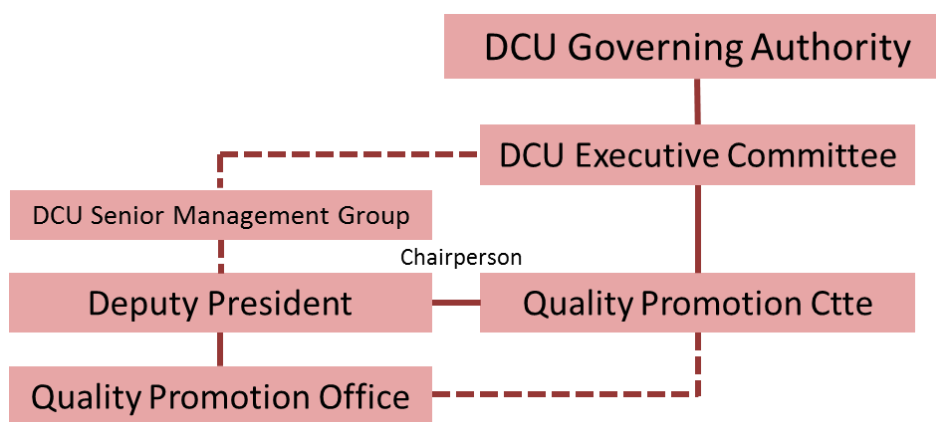 DCU Governing Authority
DCU Executive Committee
DCU Senior Management Group
Chairperson
Deputy President
Quality Promotion Ctte
Quality Promotion Office